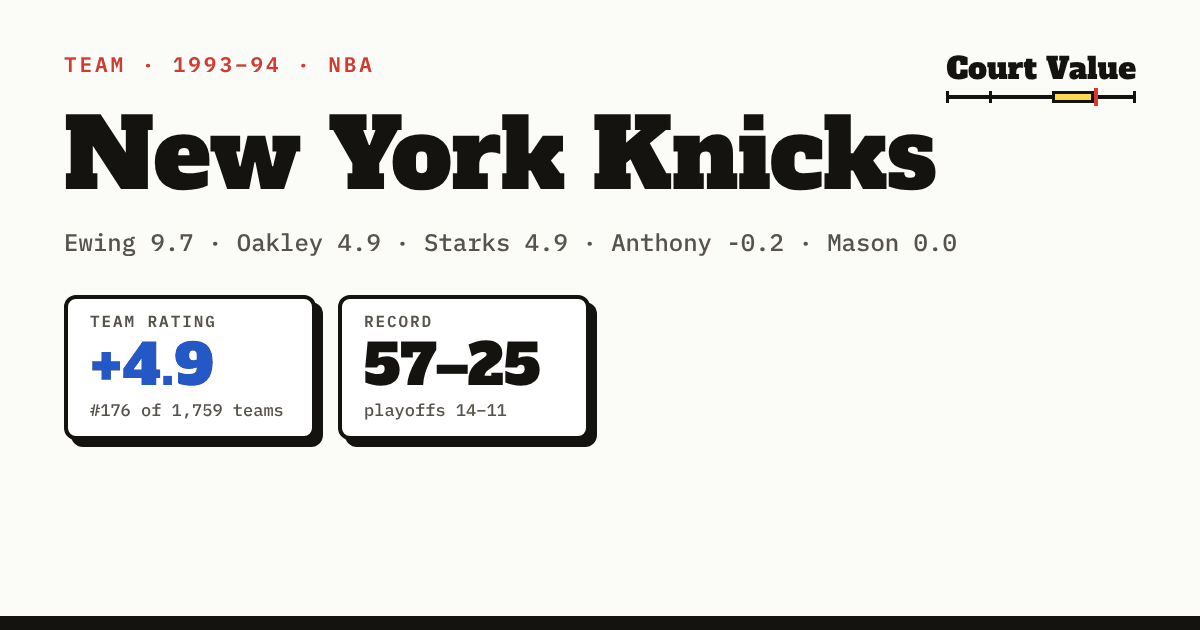 TEAM · 1993–94 · NBA
Court Value
New York Knicks
Ewing 9.7 · Oakley 4.9 · Starks 4.9 · Anthony -0.2 · Mason 0.0
TEAM RATING
+4.9
#176 of 1,759 teams
RECORD
57–25
playoffs 14–11